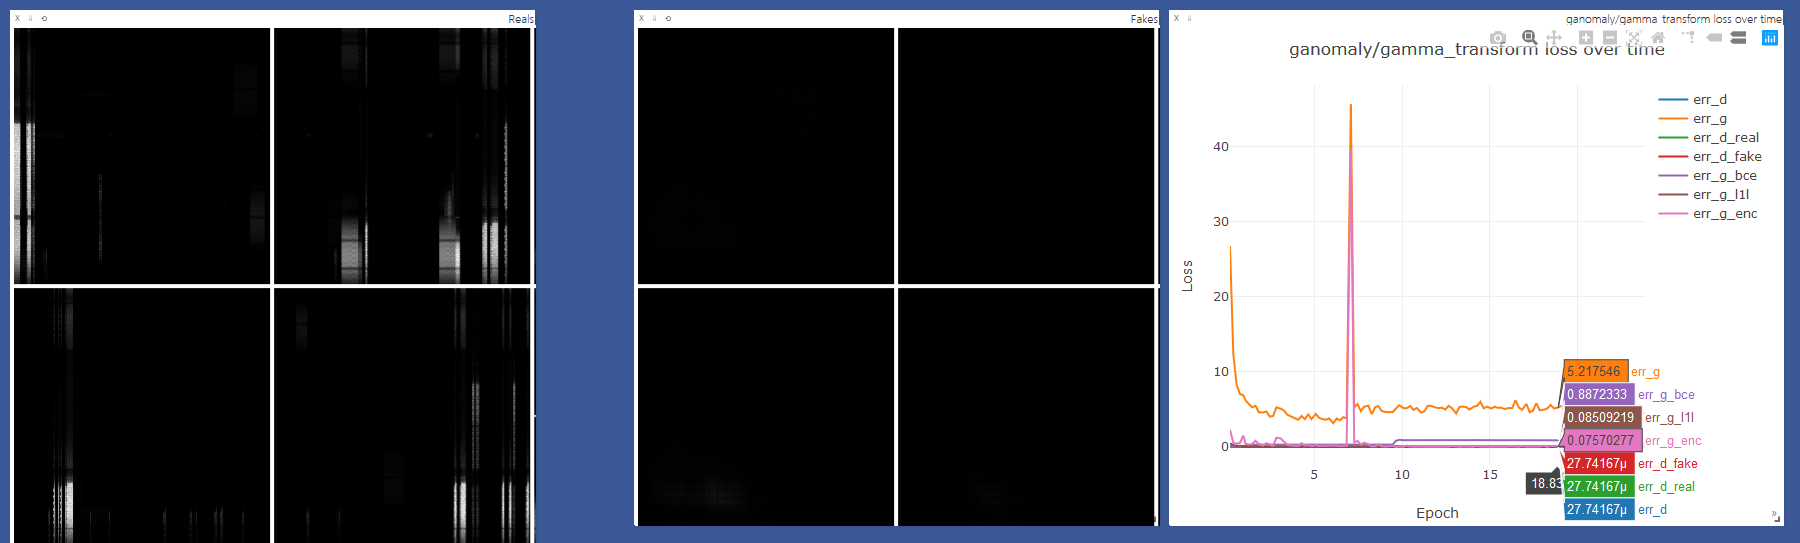 X ⇓ ⟲ Reals
X ⇓ ⟲ Fakes
X ⇓ ganomaly/gamma_transform loss over time
ganomaly/gamma_transform loss over time
err_d
err_g
err_d_real
err_d_fake
err_g_bce
err_g_l1l
err_g_enc
40
30
20
10
0
Loss
5
10
15
18.83
Epoch
5.217546 err_g
0.8872333 err_g_bce
0.08509219 err_g_l1l
0.07570277 err_g_enc
27.74167μ err_d_fake
27.74167μ err_d_real
27.74167μ err_d